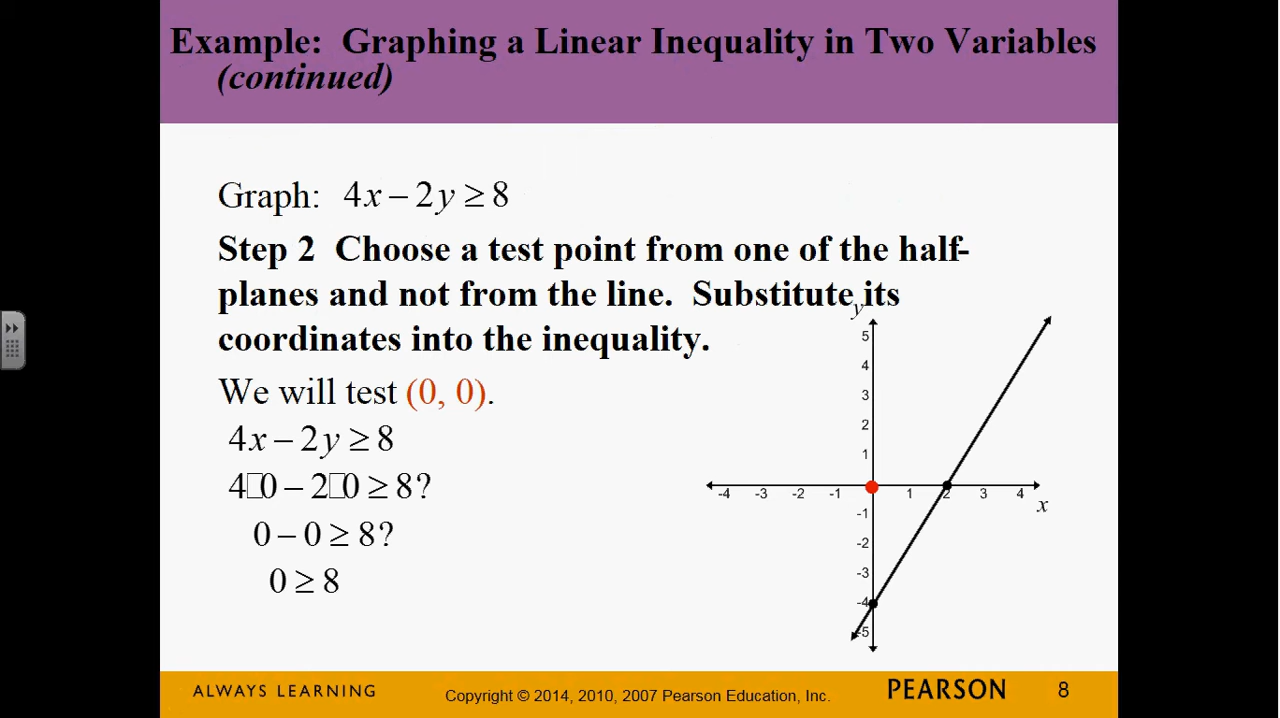 Example: Graphing a Linear Inequality in Two Variables
(continued)
Graph: 4x – 2y ≥ 8
Step 2 Choose a test point from one of the half-
planes and not from the line. Substitute its
coordinates into the inequality.
We will test (0, 0).
4x – 2y ≥ 8
4□0 – 2□0 ≥ 8?
0 – 0 ≥ 8?
0 ≥ 8
y
5
4
3
2
1
-4 -3 -2 -1 1 2 3 4
x
-1
-2
-3
-4
-5
ALWAYS LEARNING
Copyright © 2014, 2010, 2007 Pearson Education, Inc.
PEARSON
8